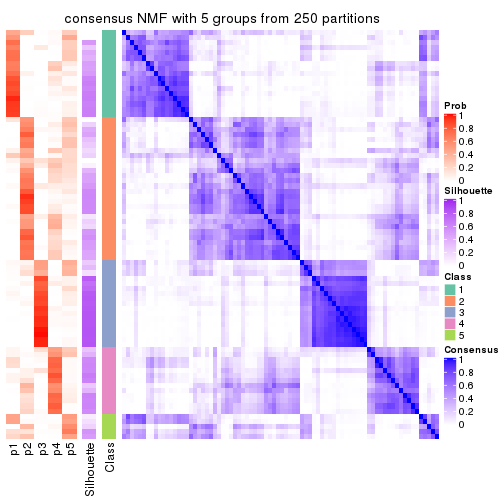 consensus NMF with 5 groups from 250 partitions
Prob
1
0.8
0.6
0.4
0.2
0
Silhouette
1
0.8
0.6
0.4
0.2
0
Class
1
2
3
4
5
Consensus
1
0.8
0.6
0.4
0.2
0
p1
p2
p3
p4
p5
Silhouette
Class